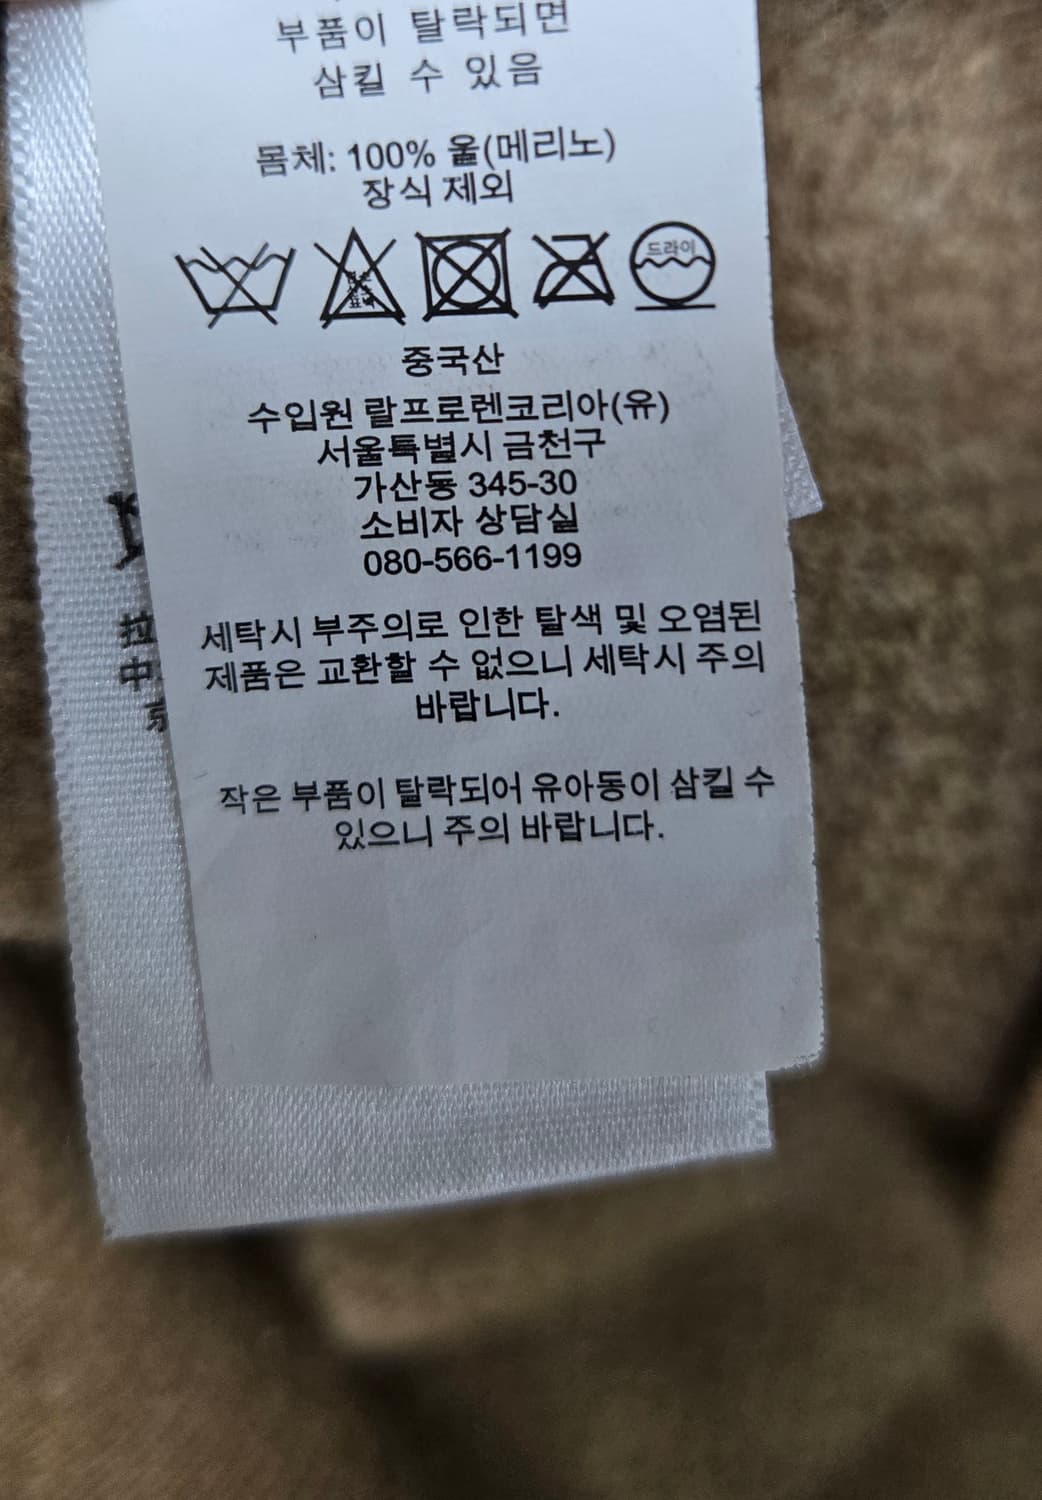 부품이 탈락되면
삼킬 수 있음
몸체: 100% 울(메리노)
장식 제외
드라이
중국산
수입원 랄프로렌코리아(유)
서울특별시 금천구
가산동 345-30
소비자 상담실
080-566-1199
세탁시 부주의로 인한 탈색 및 오염된
제품은 교환할 수 없으니 세탁시 주의
바랍니다.
작은 부품이 탈락되어 유아동이 삼킬 수
있으니 주의 바랍니다.
拉
中
京